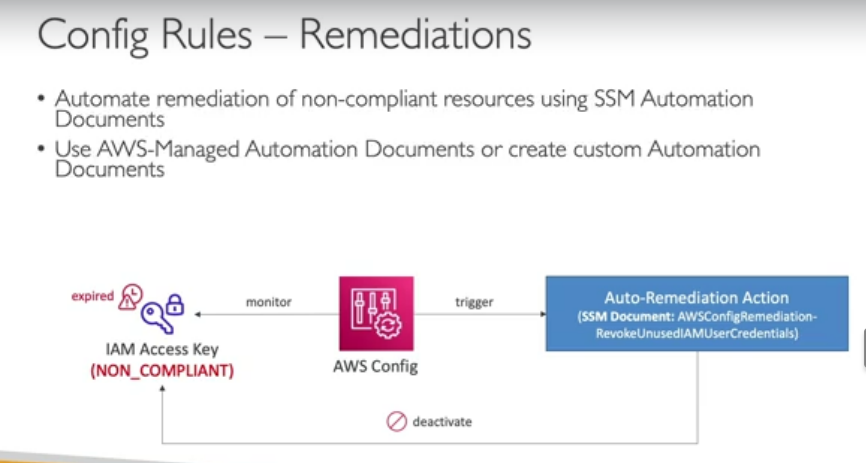 Config Rules – Remediations
• Automate remediation of non-compliant resources using SSM Automation
Documents
• Use AWS-Managed Automation Documents or create custom Automation
Documents
expired
monitor
trigger
Auto-Remediation Action
(SSM Document: AWSConfigRemediation-
RevokeUnusedIAMUserCredentials)
IAM Access Key
(NON_COMPLIANT)
AWS Config
deactivate